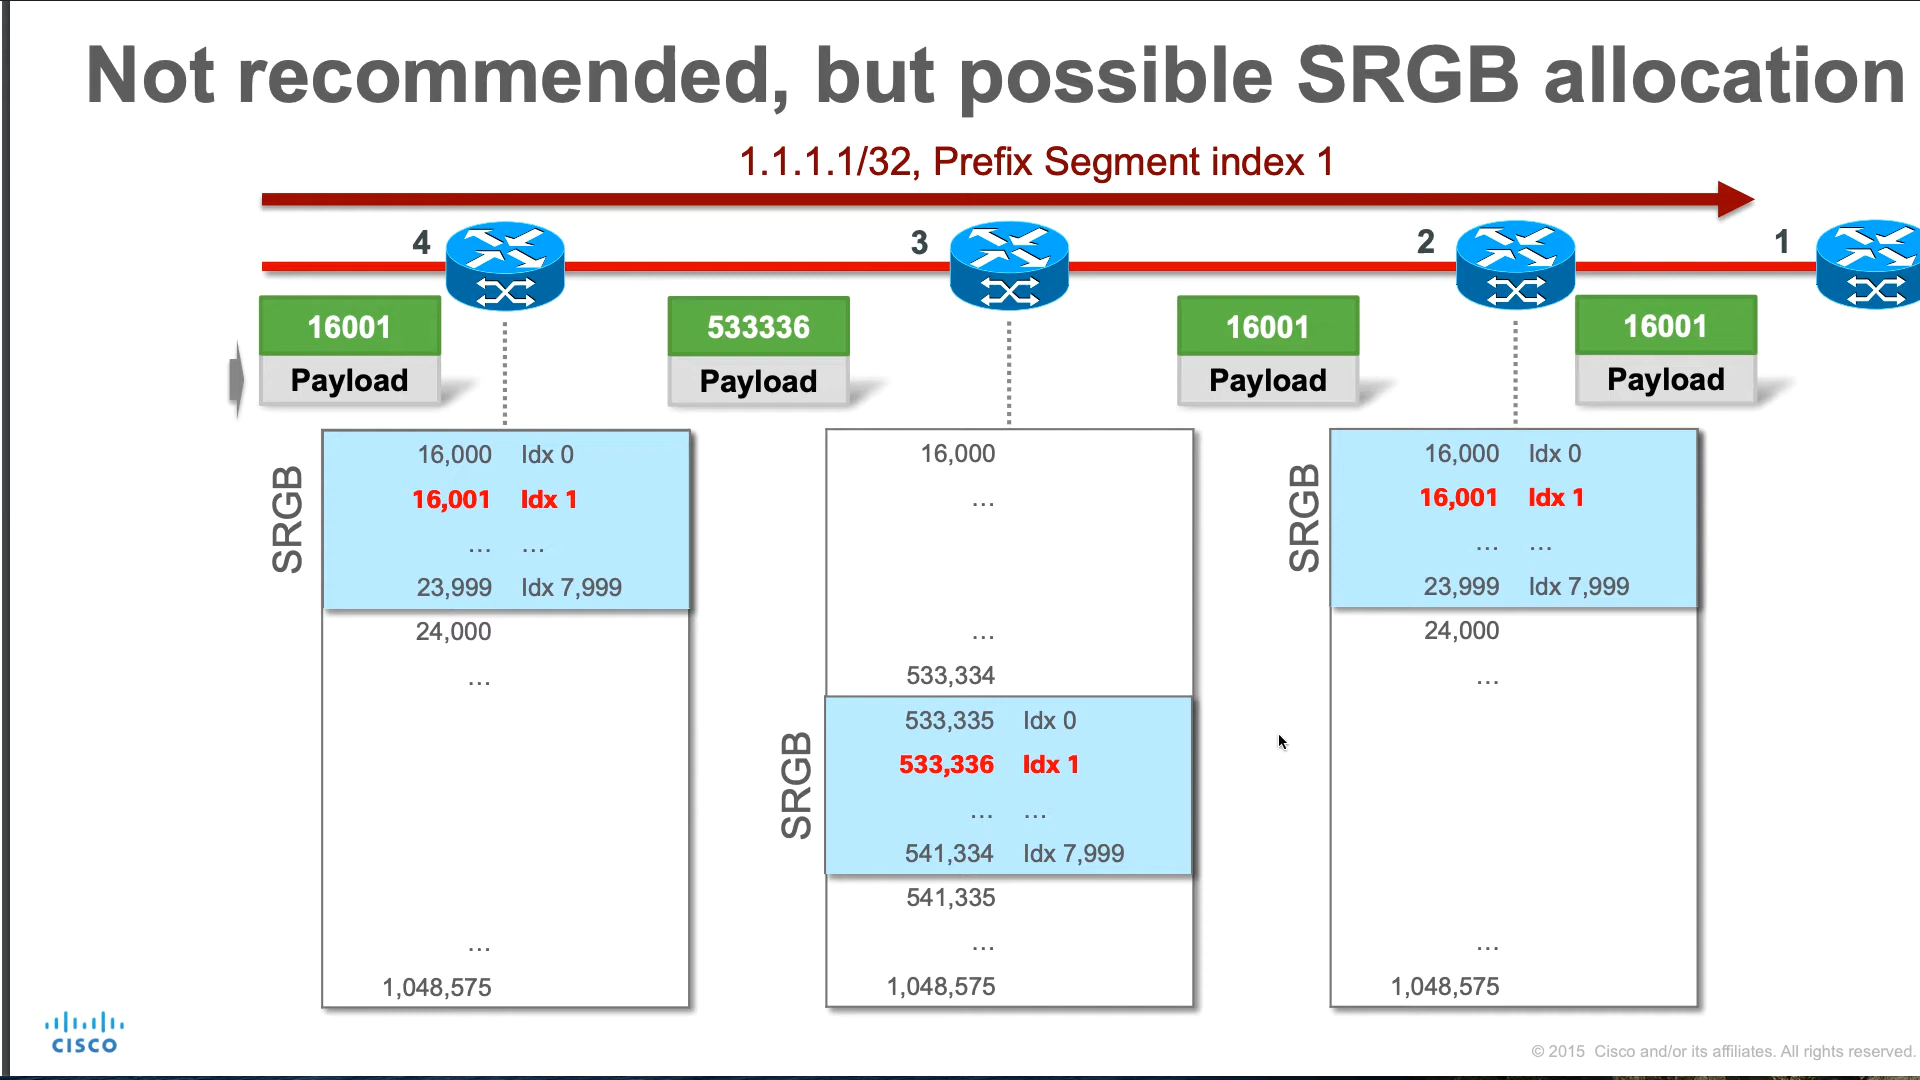 Not recommended, but possible SRGB allocation
1.1.1.1/32, Prefix Segment index 1
4
3
2
1
16001
Payload
533336
Payload
16001
Payload
16001
Payload
SRGB
16,000 Idx 0
16,001 Idx 1
... ...
23,999 Idx 7,999
24,000
...
...
1,048,575
SRGB
16,000
...
...
533,334
533,335 Idx 0
533,336 Idx 1
... ...
541,334 Idx 7,999
541,335
...
1,048,575
SRGB
16,000 Idx 0
16,001 Idx 1
... ...
23,999 Idx 7,999
24,000
...
...
1,048,575
CISCO
© 2015 Cisco and/or its affiliates. All rights reserved.